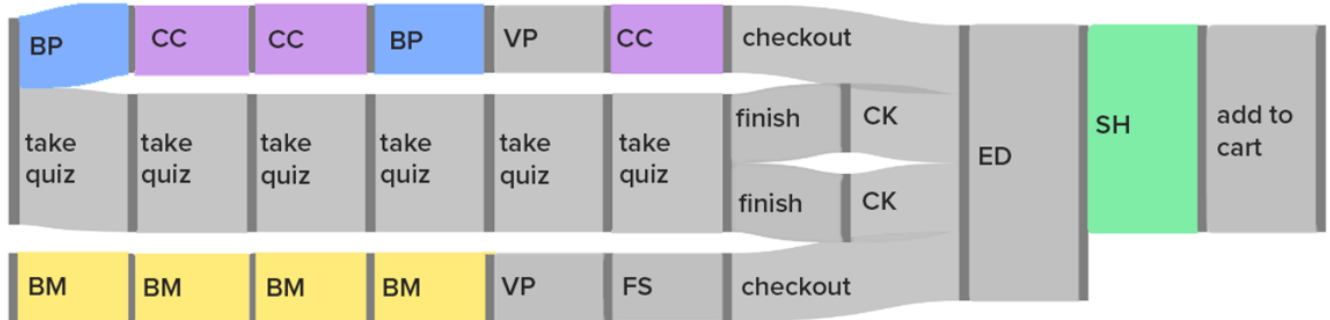 BP CC CC BP VP CC checkout
finish CK
take take take take take take
quiz quiz quiz quiz quiz quiz
finish CK
ED SH add to
cart
BM BM BM BM VP FS checkout